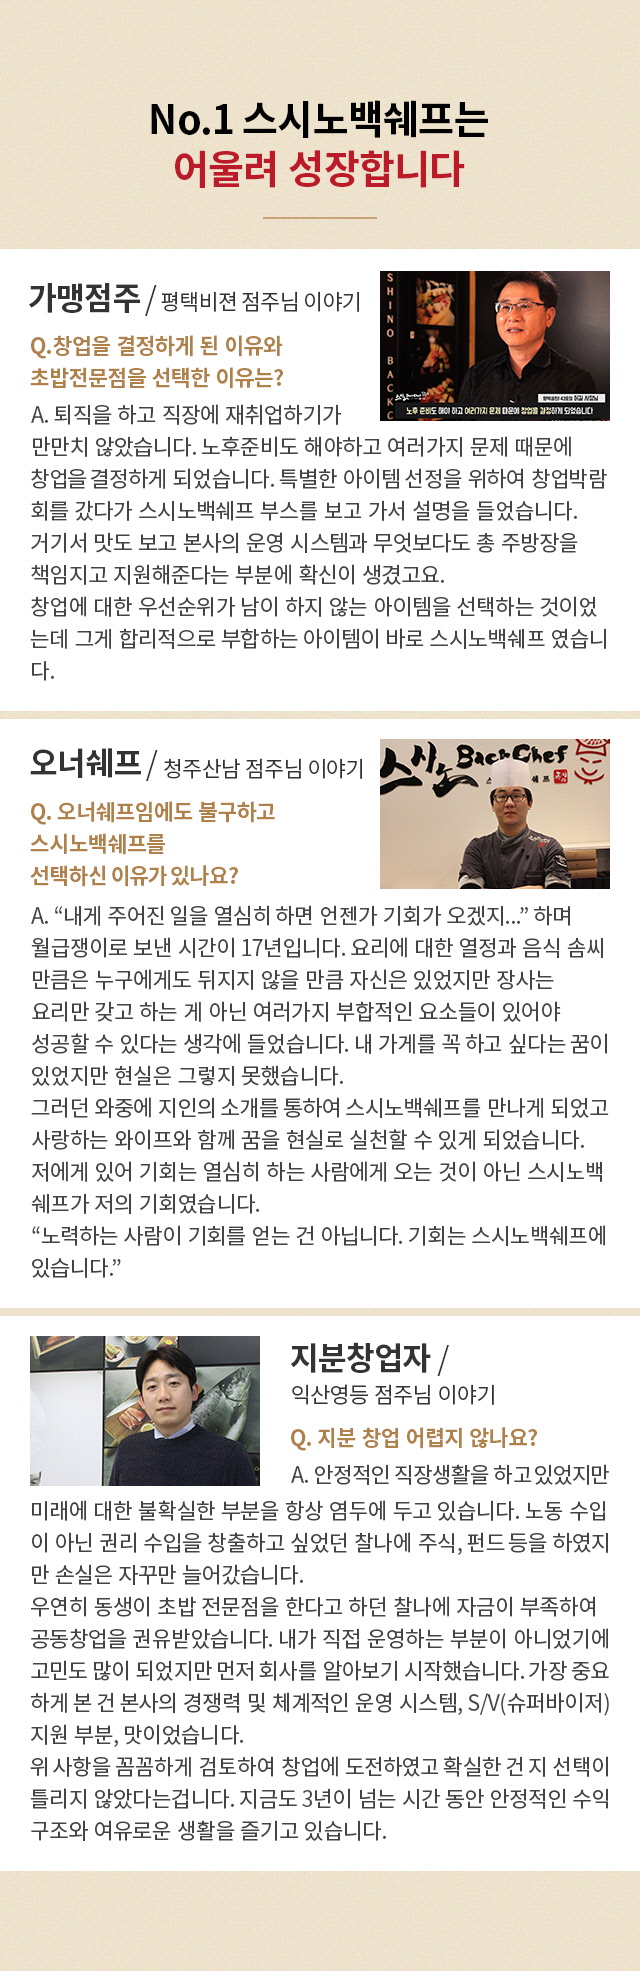 No.1 스시노백쉐프는
어울려 성장합니다
가맹점주 / 평택비젼 점주님 이야기
Q.창업을 결정하게 된 이유와
초밥전문점을 선택한 이유는?
SHINO BACKC
노후 준비도 해야 하고 여러가지 문제 때문에 창업을 결정하게 되었습니다
A. 퇴직을 하고 직장에 재취업하기가
만만치 않았습니다. 노후준비도 해야하고 여러가지 문제 때문에
창업을 결정하게 되었습니다. 특별한 아이템 선정을 위하여 창업박람
회를 갔다가 스시노백쉐프 부스를 보고 가서 설명을 들었습니다.
거기서 맛도 보고 본사의 운영 시스템과 무엇보다도 총 주방장을
책임지고 지원해준다는 부분에 확신이 생겼고요.
창업에 대한 우선순위가 남이 하지 않는 아이템을 선택하는 것이었
는데 그게 합리적으로 부합하는 아이템이 바로 스시노백쉐프 였습니
다.
오너쉐프 / 청주산남 점주님 이야기
스시노 BackChef
Q. 오너쉐프임에도 불구하고
스시노백쉐프를
선택하신 이유가 있나요?
A. “내게 주어진 일을 열심히 하면 언젠가 기회가 오겠지...” 하며
월급쟁이로 보낸 시간이 17년입니다. 요리에 대한 열정과 음식 솜씨
만큼은 누구에게도 뒤지지 않을 만큼 자신은 있었지만 장사는
요리만 갖고 하는 게 아닌 여러가지 부합적인 요소들이 있어야
성공할 수 있다는 생각에 들었습니다. 내 가게를 꼭 하고 싶다는 꿈이
있었지만 현실은 그렇지 못했습니다.
그러던 와중에 지인의 소개를 통하여 스시노백쉐프를 만나게 되었고
사랑하는 와이프와 함께 꿈을 현실로 실천할 수 있게 되었습니다.
저에게 있어 기회는 열심히 하는 사람에게 오는 것이 아닌 스시노백
쉐프가 저의 기회였습니다.
“노력하는 사람이 기회를 얻는 건 아닙니다. 기회는 스시노백쉐프에
있습니다.”
지분창업자 /
익산영등 점주님 이야기
Q. 지분 창업 어렵지 않나요?
A. 안정적인 직장생활을 하고 있었지만
미래에 대한 불확실한 부분을 항상 염두에 두고 있습니다. 노동 수입
이 아닌 권리 수입을 창출하고 싶었던 찰나에 주식, 펀드 등을 하였지
만 손실은 자꾸만 늘어갔습니다.
우연히 동생이 초밥 전문점을 한다고 하던 찰나에 자금이 부족하여
공동창업을 권유받았습니다. 내가 직접 운영하는 부분이 아니었기에
고민도 많이 되었지만 먼저 회사를 알아보기 시작했습니다. 가장 중요
하게 본 건 본사의 경쟁력 및 체계적인 운영 시스템, S/V(슈퍼바이저)
지원 부분, 맛이었습니다.
위 사항을 꼼꼼하게 검토하여 창업에 도전하였고 확실한 건 지 선택이
틀리지 않았다는겁니다. 지금도 3년이 넘는 시간 동안 안정적인 수익
구조와 여유로운 생활을 즐기고 있습니다.